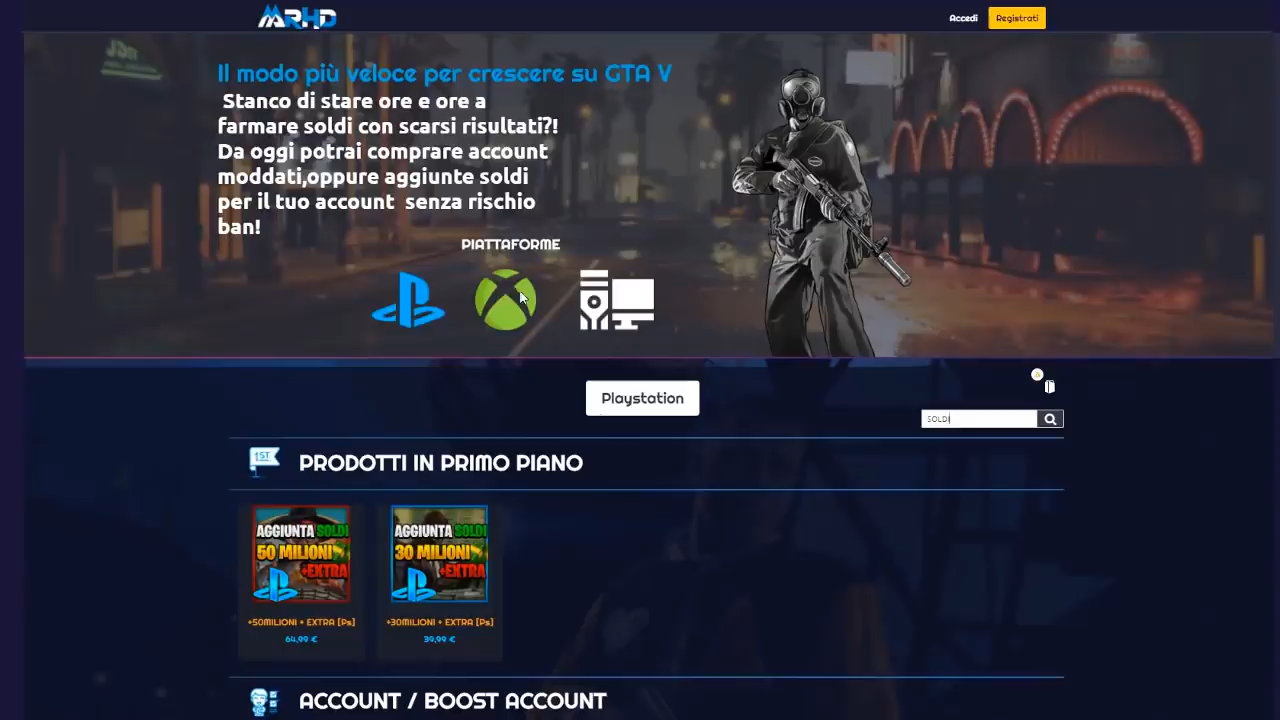 MRHD
Accedi
Registrati
Il modo più veloce per crescere su GTA V
Stanco di stare ore e ore a
farmare soldi con scarsi risultati?!
Da oggi potrai comprare account
moddati,oppure aggiunte soldi
per il tuo account senza rischio
ban!
PIATTAFORME
Playstation
SOLDI
1ST
PRODOTTI IN PRIMO PIANO
AGGIUNTA SOLDI
50 MILIONI
+EXTRA
+50MILIONI + EXTRA [Ps]
64,99 €
AGGIUNTA SOLDI
30 MILIONI
+EXTRA
+30MILIONI + EXTRA [Ps]
39,99 €
ACCOUNT / BOOST ACCOUNT